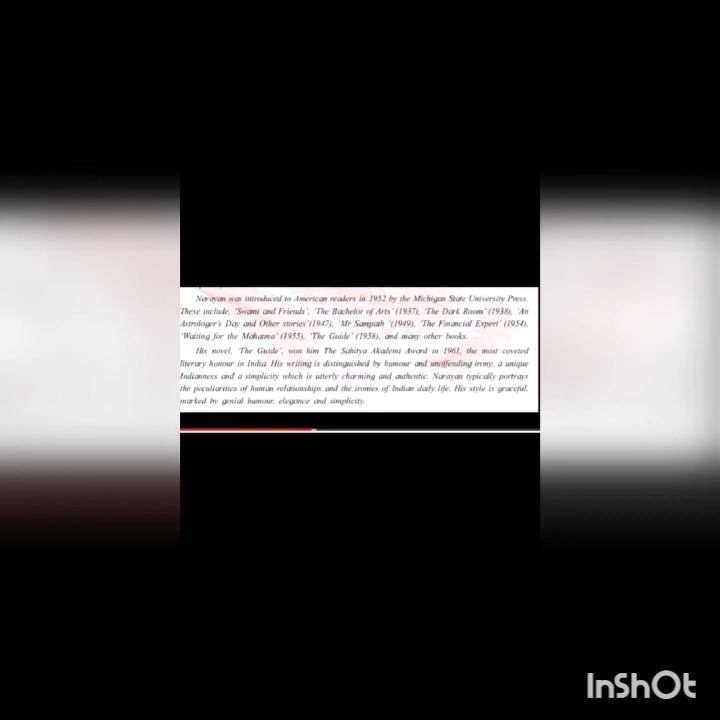 Narayan was introduced to American readers in 1952 by the Michigan State University Press.
These include, 'Swami and Friends', 'The Bachelor of Arts' (1937), 'The Dark Room' (1938), 'An
Astrologer's Day and Other stories'(1947), 'Mr Sampath '(1949), 'The Financial Expert' (1954),
'Waiting for the Mahatma' (1955), 'The Guide' (1958), and many other books.
His novel, 'The Guide', won him The Sahitya Akademi Award in 1961, the most coveted
literary honour in India. His writing is distinguished by humour and unoffending irony, a unique
Indianness and a simplicity which is utterly charming and authentic. Narayan typically portrays
the peculiarities of human relationships and the ironies of Indian daily life. His style is graceful,
marked by genial humour, elegance and simplicity.
InShOt